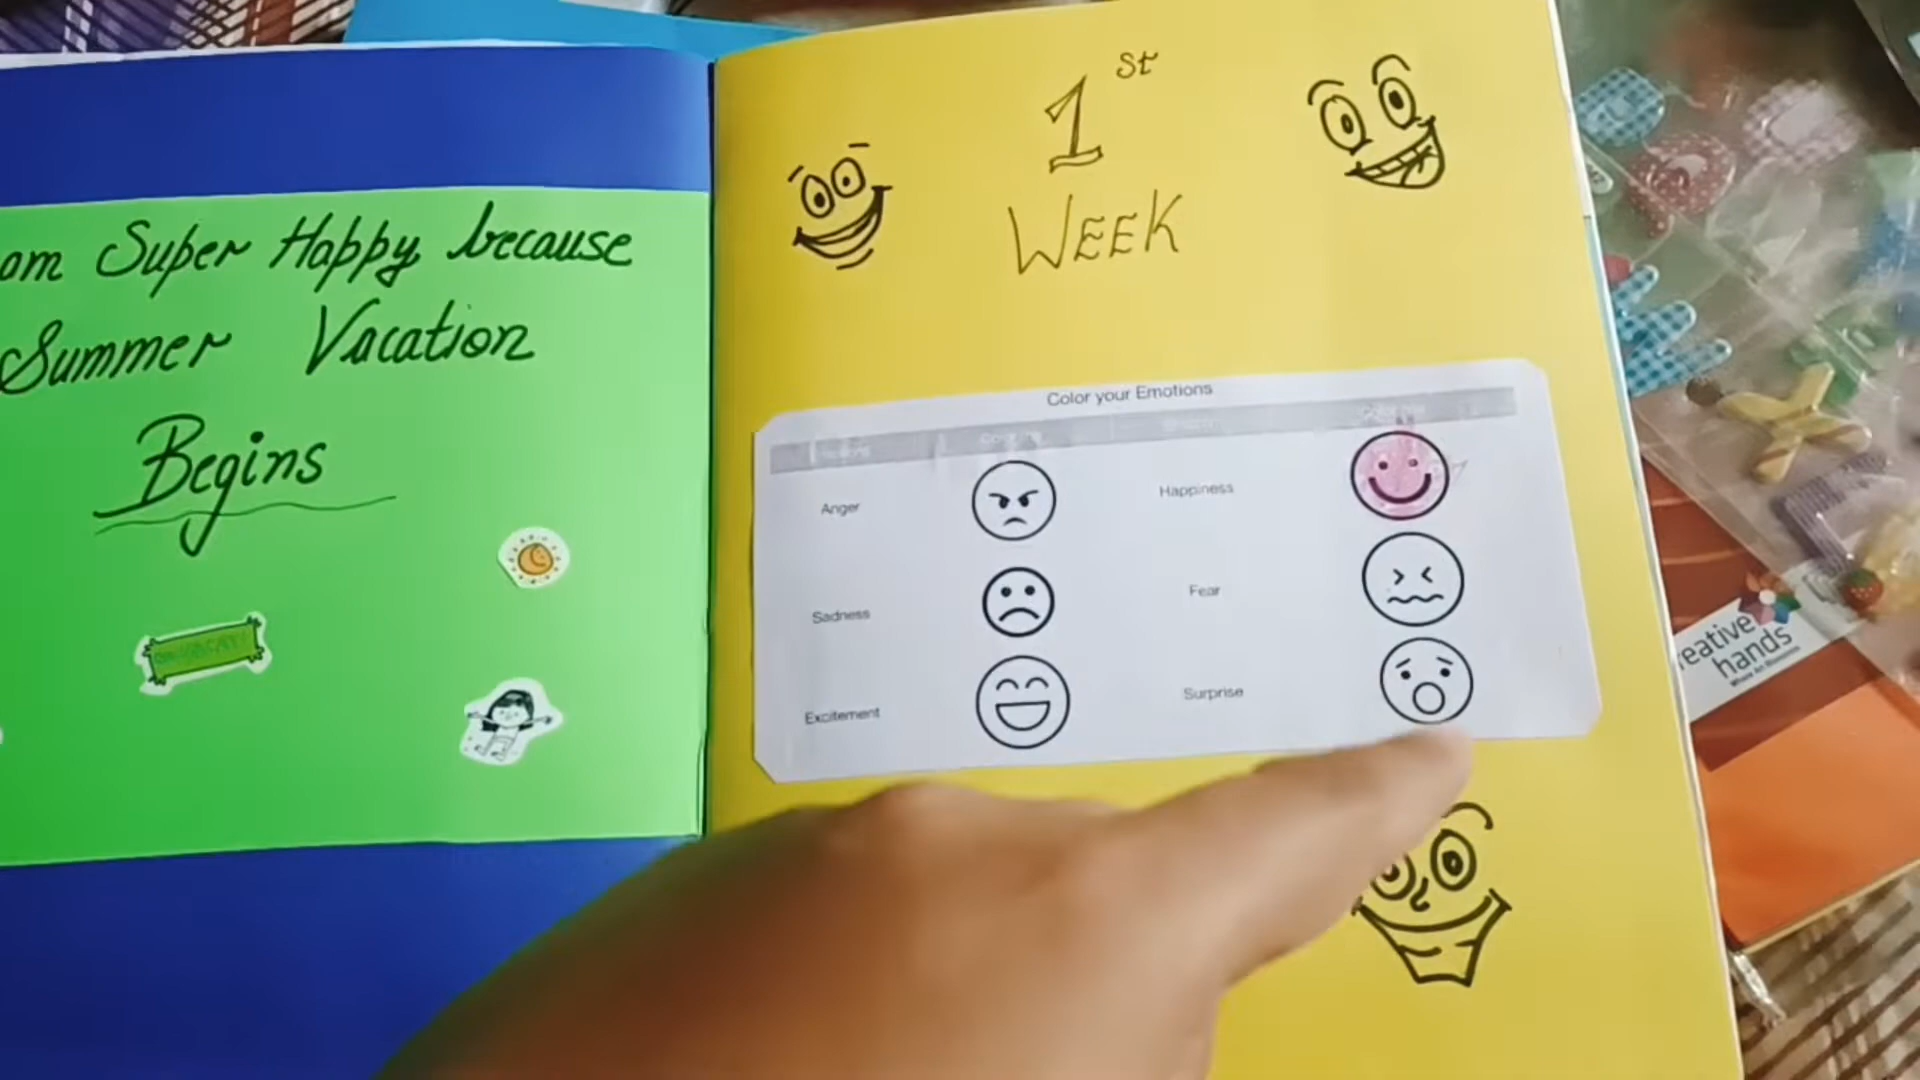 am Super Happy because
Summer Vacation
Begins
1st
WEEK
Color your Emotions
Anger
Happiness
Sadness
Fear
Excitement
Surprise
reative
hands